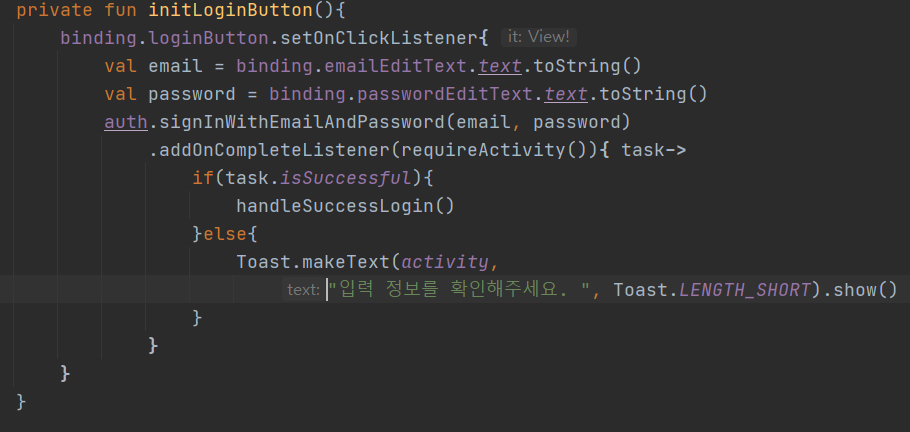 private fun initLoginButton(){
binding.loginButton.setOnClickListener{ it: View!
val email = binding.emailEditText.text.toString()
val password = binding.passwordEditText.text.toString()
auth.signInWithEmailAndPassword(email, password)
.addOnCompleteListener(requireActivity()){ task->
if(task.isSuccessful){
handleSuccessLogin()
}else{
Toast.makeText(activity,
text: "입력 정보를 확인해주세요. ", Toast.LENGTH_SHORT).show()
}
}
}
}